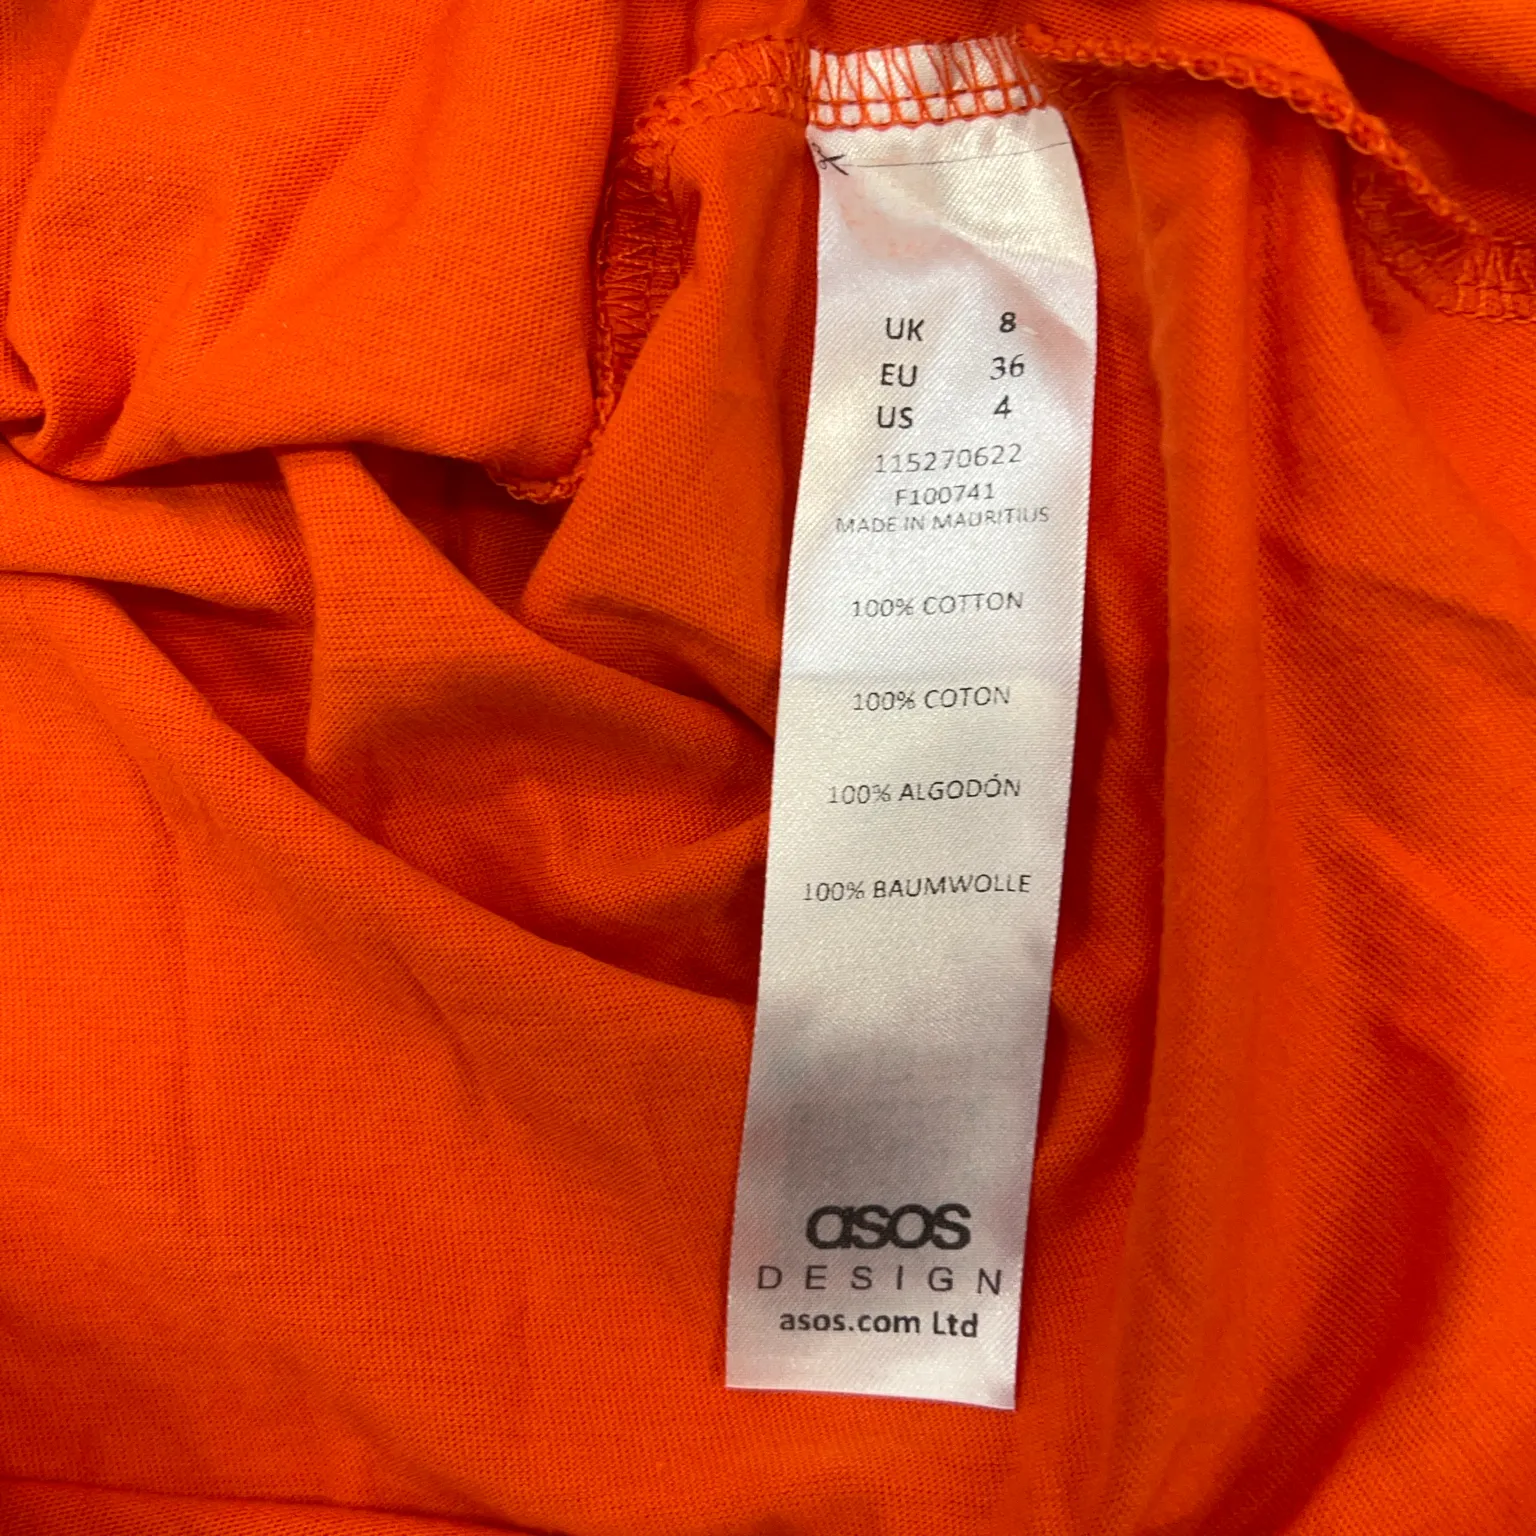 UK 8
EU 36
US 4
115270622
F100741
MADE IN MAURITIUS
100% COTTON
100% COTON
100% ALGODÓN
100% BAUMWOLLE
asos
DESIGN
asos.com Ltd